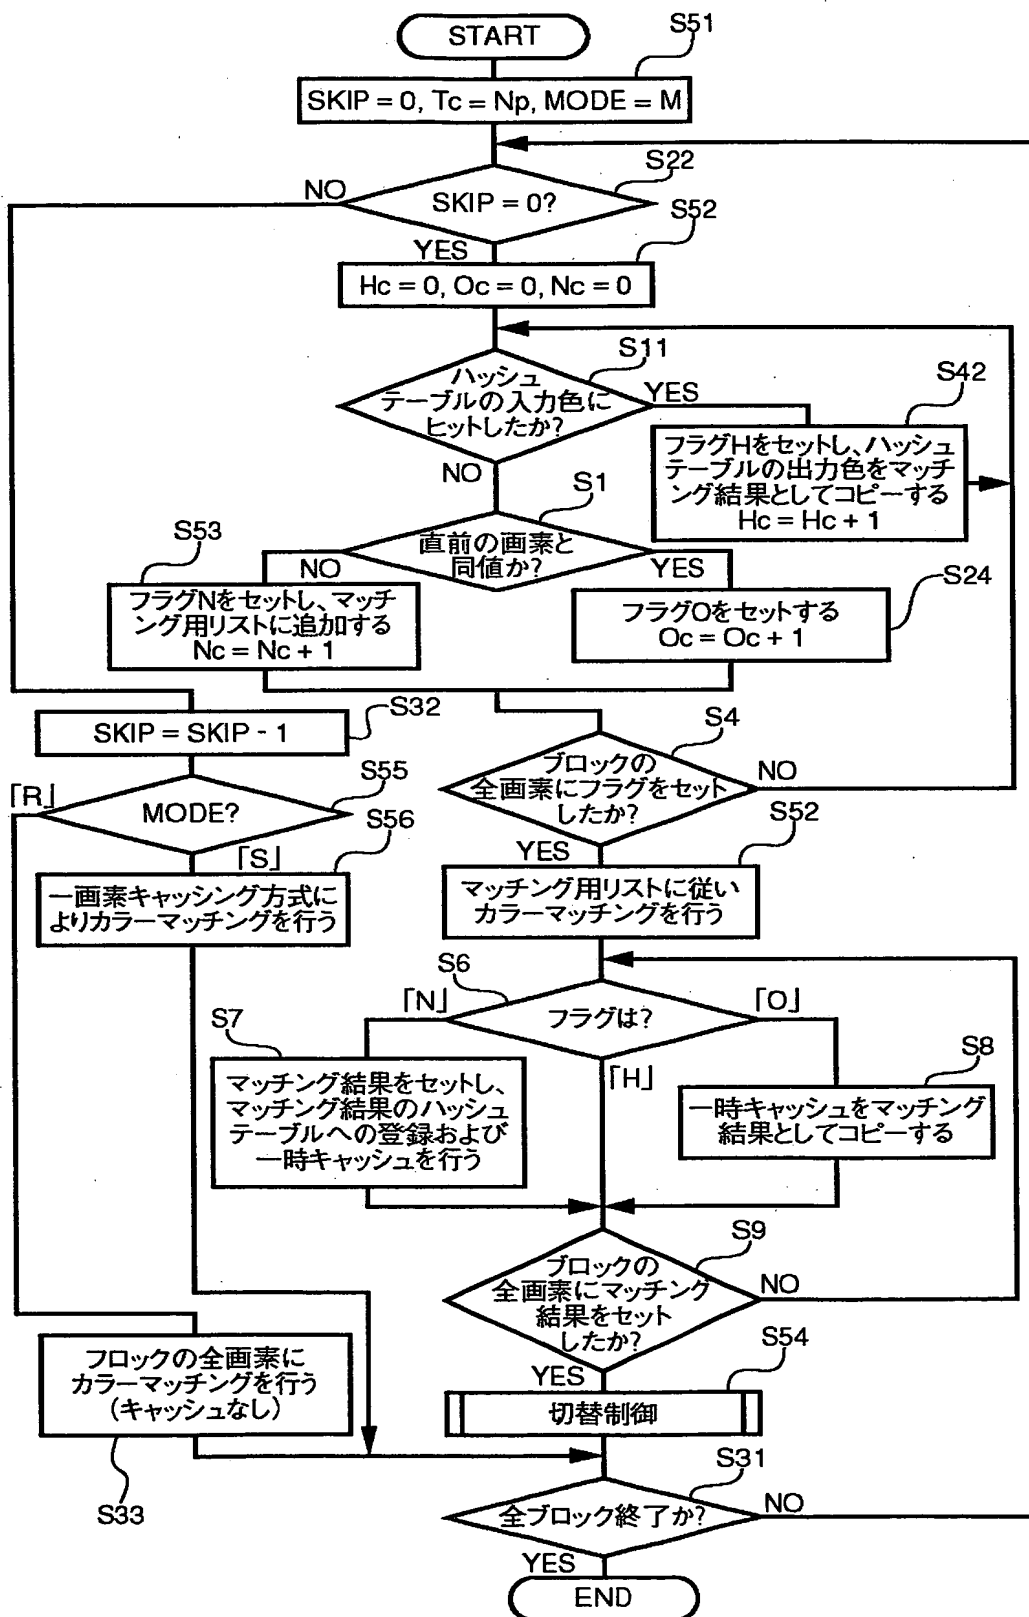 START
S51
SKIP = 0, Tc = Np, MODE = M
S22
NO
SKIP = 0?
S52
YES
Hc = 0, Oc = 0, Nc = 0
S11
ハッシュ
テーブルの入力色に
ヒットしたか?
YES
S42
フラグHをセットし、ハッシュ
テーブルの出力色をマッチ
ング結果としてコピーする
Hc = Hc + 1
NO
S1
直前の画素と
同値か?
S53
NO
YES
フラグNをセットし、マッチ
ング用リストに追加する
Nc = Nc + 1
S24
フラグOをセットする
Oc = Oc + 1
S32
SKIP = SKIP - 1
S4
ブロックの
全画素にフラグをセット
したか?
NO
S55
「R」
MODE?
S56
「S」
一画素キャッシング方式に
よりカラーマッチングを行う
YES
S52
マッチング用リストに従い
カラーマッチングを行う
S6
「N」
フラグは?
「O」
S7
「H」
マッチング結果をセットし、
マッチング結果のハッシュ
テーブルへの登録および
一時キャッシュを行う
S8
一時キャッシュをマッチング
結果としてコピーする
S9
ブロックの
全画素にマッチング
結果をセット
したか?
NO
YES
S54
切替制御
フロックの全画素に
カラーマッチングを行う
(キャッシュなし)
S33
S31
全ブロック終了か?
NO
YES
END